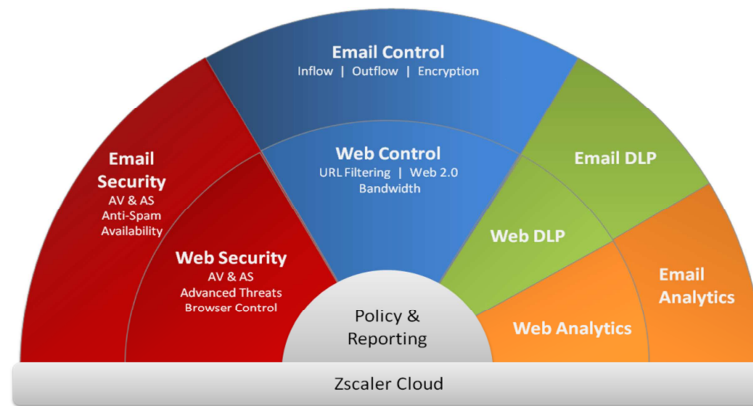 Email Control
Inflow | Outflow | Encryption
Email
Security
AV & AS
Anti-Spam
Availability
Web Control
URL Filtering | Web 2.0
Bandwidth
Email DLP
Web Security
AV & AS
Advanced Threats
Browser Control
Web DLP
Email
Analytics
Web Analytics
Policy &
Reporting
Zscaler Cloud